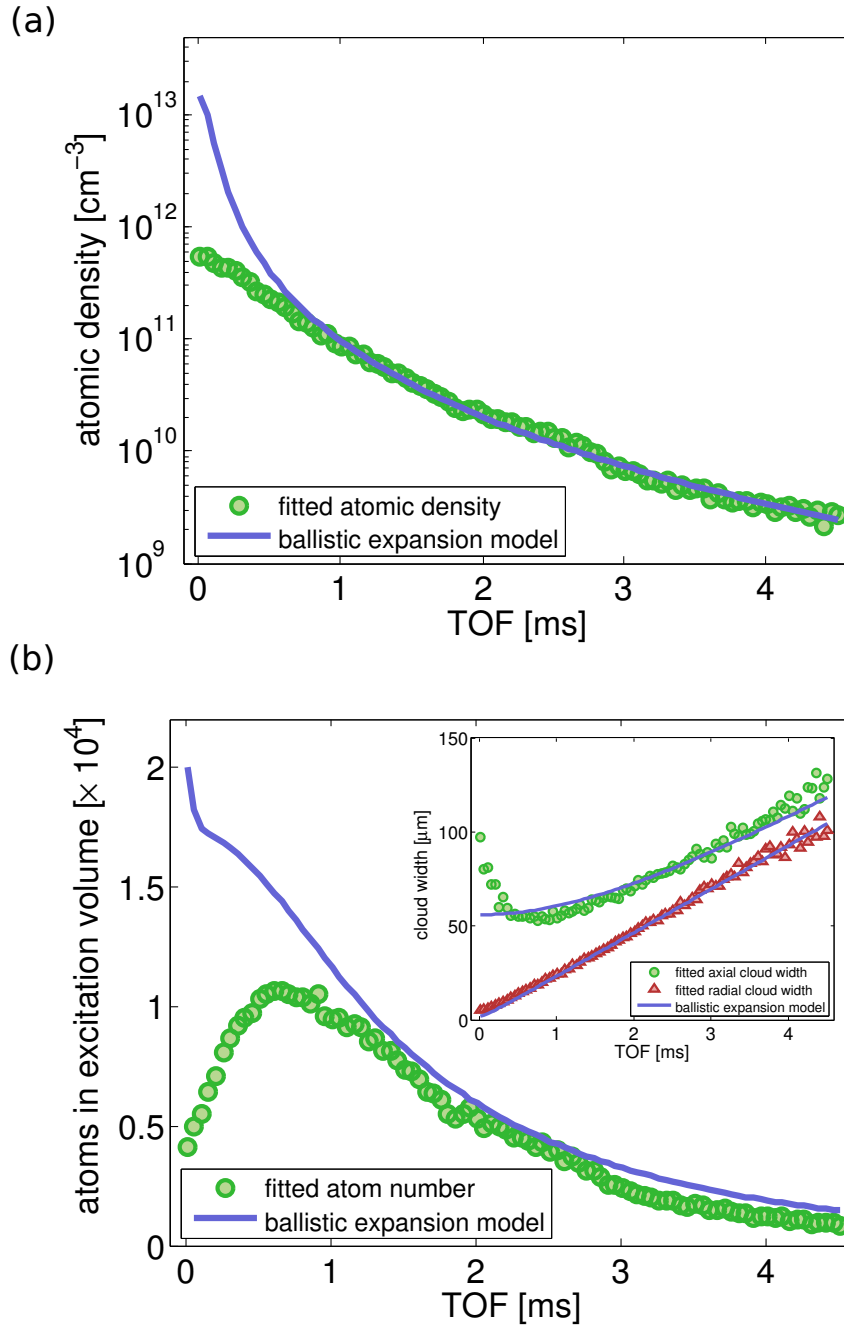 (a)
atomic density [cm⁻³]
10¹³
10¹²
10¹¹
10¹⁰
10⁹
fitted atomic density
ballistic expansion model
0 1 2 3 4
TOF [ms]
(b)
atoms in excitation volume [× 10⁴]
2
1.5
1
0.5
0
fitted atom number
ballistic expansion model
0 1 2 3 4
TOF [ms]
cloud width [µm]
150
100
50
0
fitted axial cloud width
fitted radial cloud width
ballistic expansion model
0 1 2 3 4
TOF [ms]